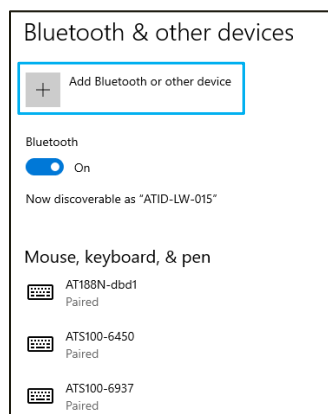 Bluetooth & other devices
Add Bluetooth or other device
Bluetooth
On
Now discoverable as “ATID-LW-015”
Mouse, keyboard, & pen
AT188N-dbd1
Paired
ATS100-6450
Paired
ATS100-6937
Paired